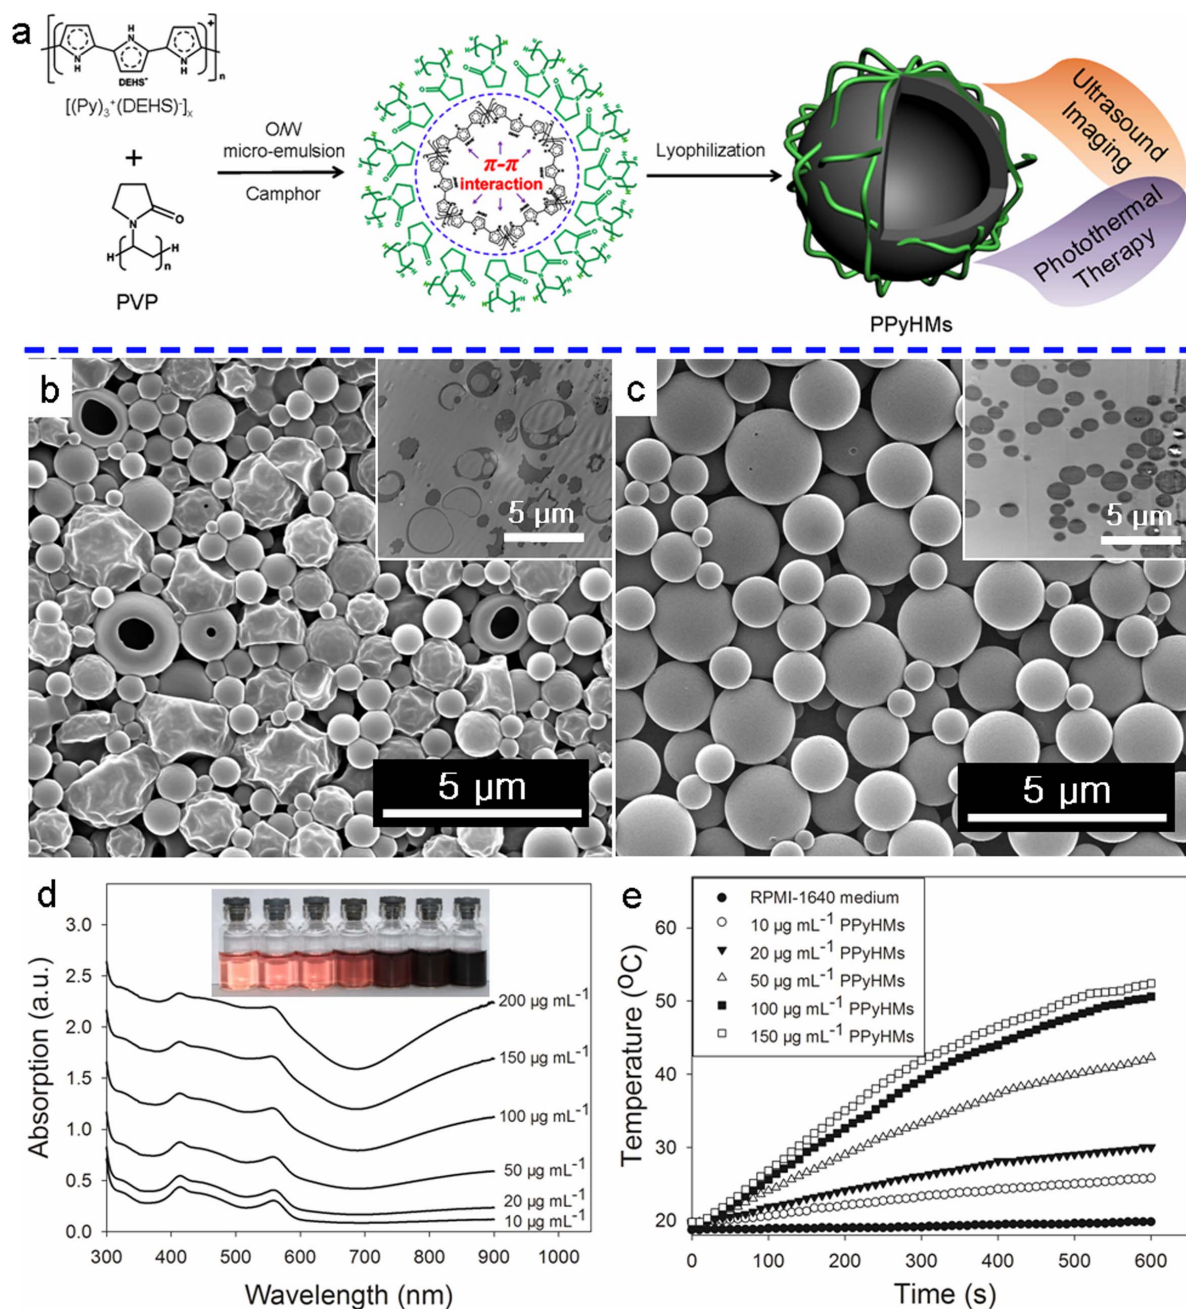 a
[ ]+n
H
N
N
H
N
H
DEHS-
[(Py)3+(DEHS)-]x
+
N
O
H
H
n
PVP
O/W
micro-emulsion
Camphor
π-π
interaction
Lyophilization
PPyHMs
Ultrasound
Imaging
Photothermal
Therapy
b
5 µm
5 µm
c
5 µm
5 µm
d
Absorption (a.u.)
3.0
2.5
2.0
1.5
1.0
0.5
0.0
200 µg mL-1
150 µg mL-1
100 µg mL-1
50 µg mL-1
20 µg mL-1
10 µg mL-1
300 400 500 600 700 800 900 1000
Wavelength (nm)
e
RPMI-1640 medium
10 µg mL-1 PPyHMs
20 µg mL-1 PPyHMs
50 µg mL-1 PPyHMs
100 µg mL-1 PPyHMs
150 µg mL-1 PPyHMs
Temperature (oC)
60
50
40
30
20
0 100 200 300 400 500 600
Time (s)